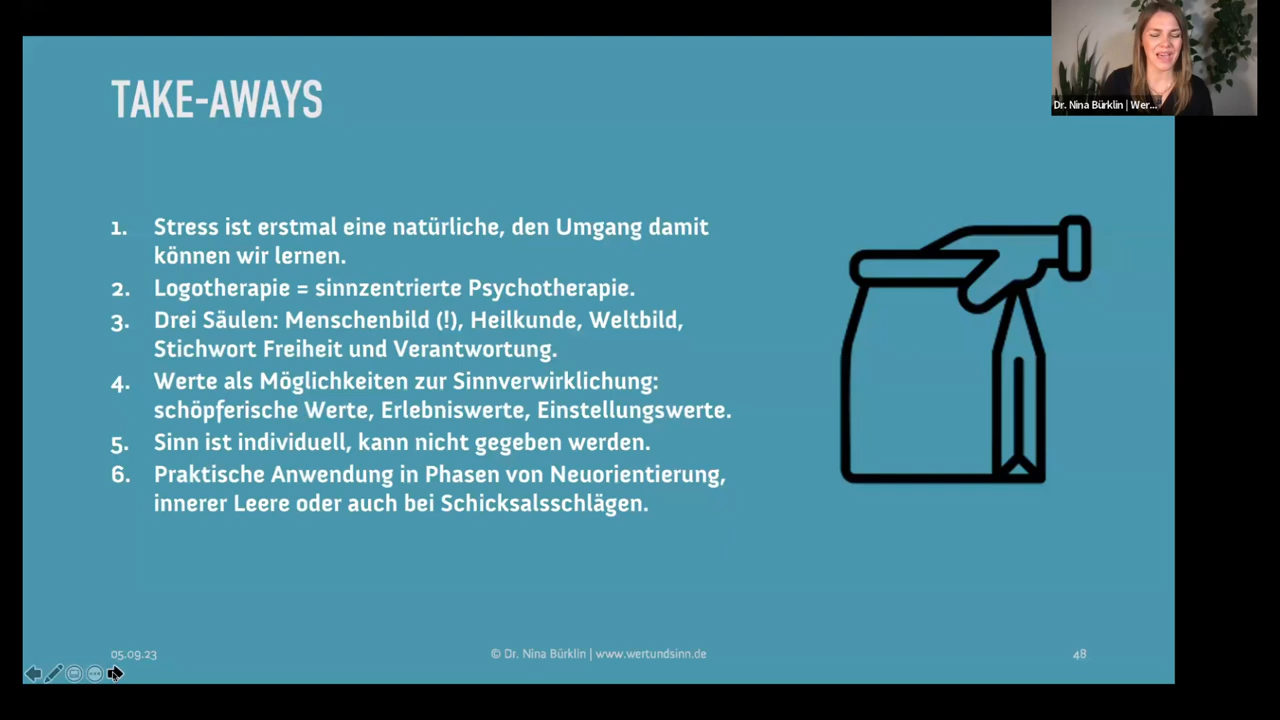 Dr. Nina Bürklin | Wer...
TAKE-AWAYS
1. Stress ist erstmal eine natürliche, den Umgang damit
können wir lernen.
2. Logotherapie = sinnzentrierte Psychotherapie.
3. Drei Säulen: Menschenbild (!), Heilkunde, Weltbild,
Stichwort Freiheit und Verantwortung.
4. Werte als Möglichkeiten zur Sinnverwirklichung:
schöpferische Werte, Erlebniswerte, Einstellungswerte.
5. Sinn ist individuell, kann nicht gegeben werden.
6. Praktische Anwendung in Phasen von Neuorientierung,
innerer Leere oder auch bei Schicksalsschlägen.
05.09.23
© Dr. Nina Bürklin | www.wertundsinn.de
48